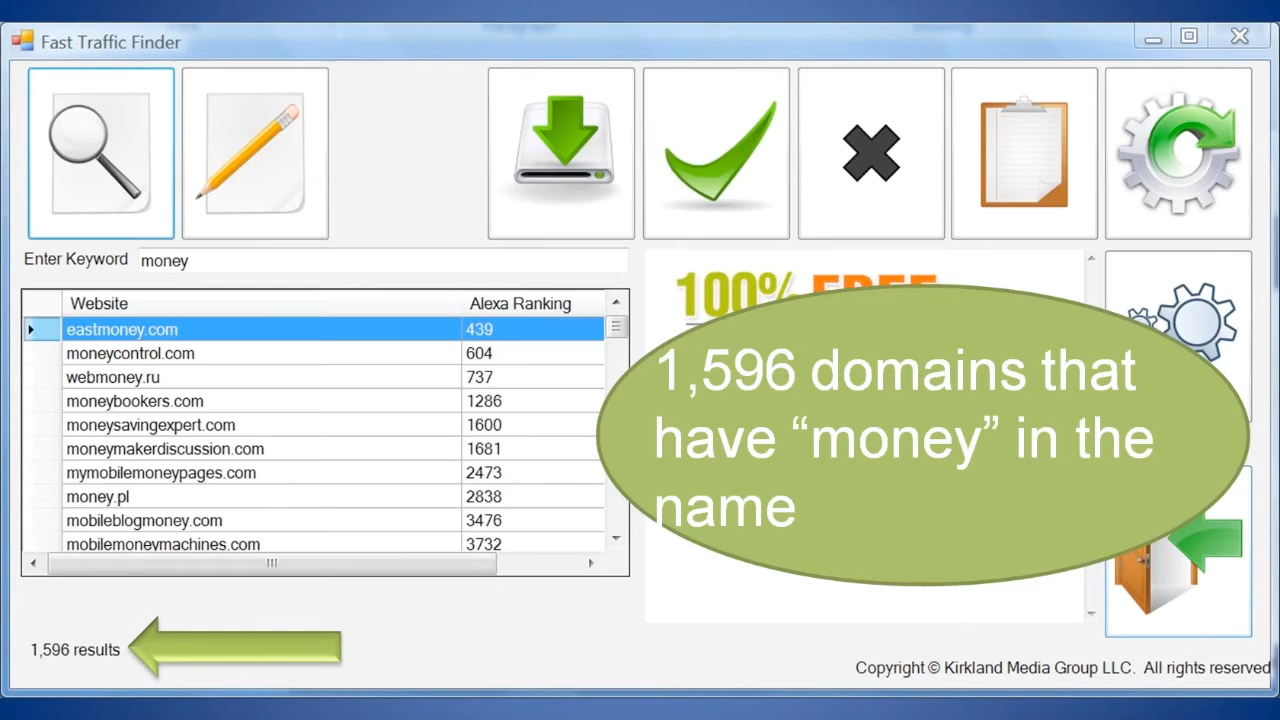 Fast Traffic Finder
Enter Keyword money
Website Alexa Ranking
eastmoney.com 439
moneycontrol.com 604
webmoney.ru 737
moneybookers.com 1286
moneysavingexpert.com 1600
moneymakerdiscussion.com 1681
mymobilemoneypages.com 2473
money.pl 2838
mobileblogmoney.com 3476
mobilemoneymachines.com 3732
100% FREE
1,596 domains that
have “money” in the
name
1,596 results
Copyright © Kirkland Media Group LLC. All rights reserved